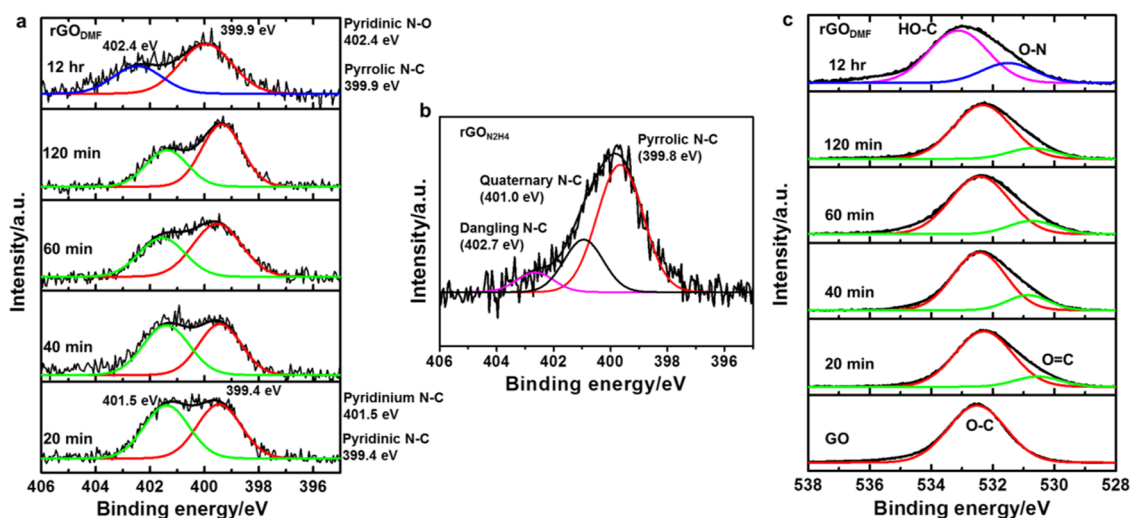 a
rGODMF
12 hr
402.4 eV
399.9 eV
Pyridinic N-O
402.4 eV
Pyrrolic N-C
399.9 eV
120 min
60 min
40 min
20 min
401.5 eV
399.4 eV
Pyridinium N-C
401.5 eV
Pyridinic N-C
399.4 eV
Intensity/a.u.
406 404 402 400 398 396
Binding energy/eV
b
rGON2H4
Pyrrolic N-C
(399.8 eV)
Quaternary N-C
(401.0 eV)
Dangling N-C
(402.7 eV)
Intensity/a.u.
406 404 402 400 398 396
Binding energy/eV
c
rGODMF
12 hr
HO-C
O-N
120 min
60 min
40 min
20 min
O=C
GO
O-C
Intensity/a.u.
538 536 534 532 530 528
Binding energy/eV